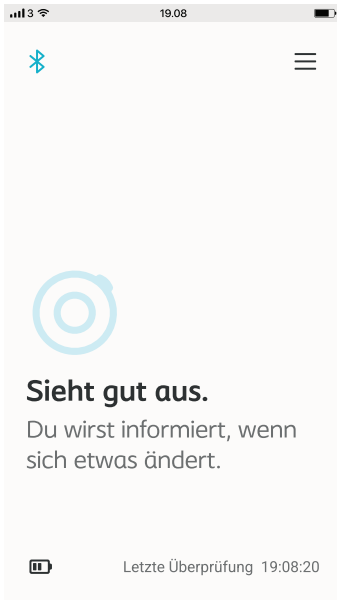 3 19.08
Sieht gut aus.
Du wirst informiert, wenn
sich etwas ändert.
Letzte Überprüfung 19:08:20